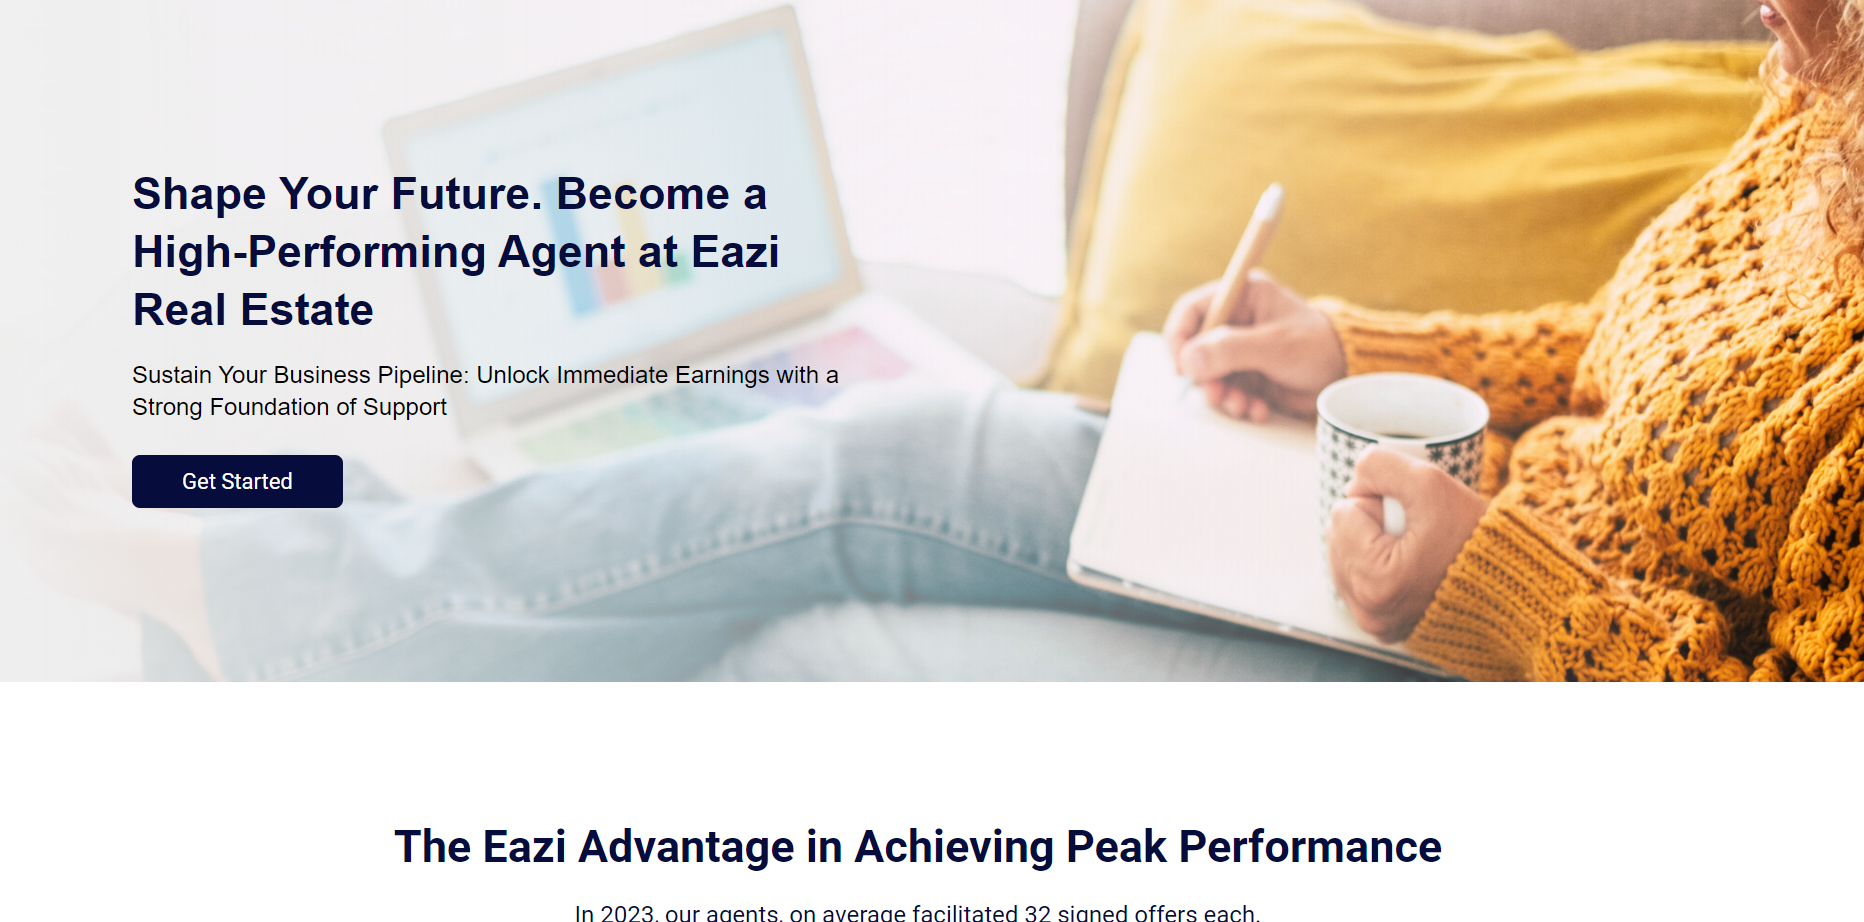 Shape Your Future. Become a
High-Performing Agent at Eazi
Real Estate
Sustain Your Business Pipeline: Unlock Immediate Earnings with a
Strong Foundation of Support
Get Started
The Eazi Advantage in Achieving Peak Performance
In 2023, our agents, on average facilitated 32 signed offers each.